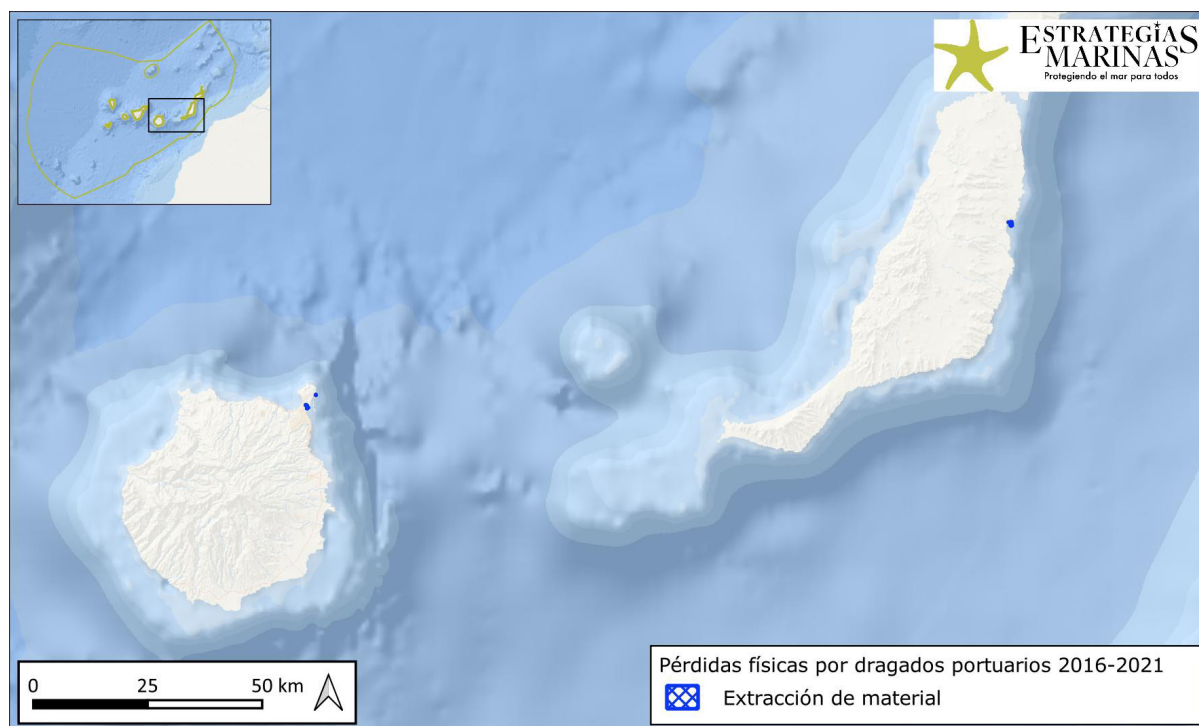 ESTRATEGIAS
MARINAS
Protegiendo el mar para todos
0 25 50 km
Pérdidas físicas por dragados portuarios 2016-2021
Extracción de material